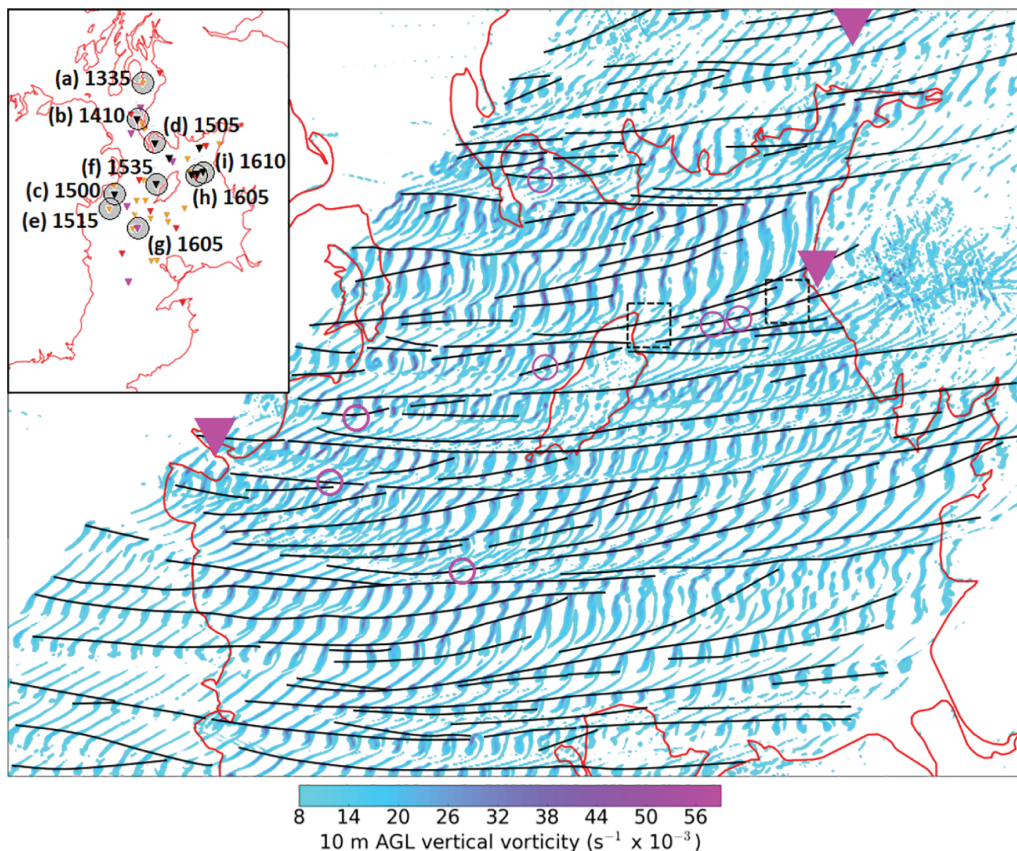 (a) 1335
(b) 1410
(d) 1505
(f) 1535
(i) 1610
(c) 1500
(h) 1605
(e) 1515
(g) 1605
8 14 20 26 32 38 44 50 56
10 m AGL vertical vorticity (s⁻¹ x 10⁻³)